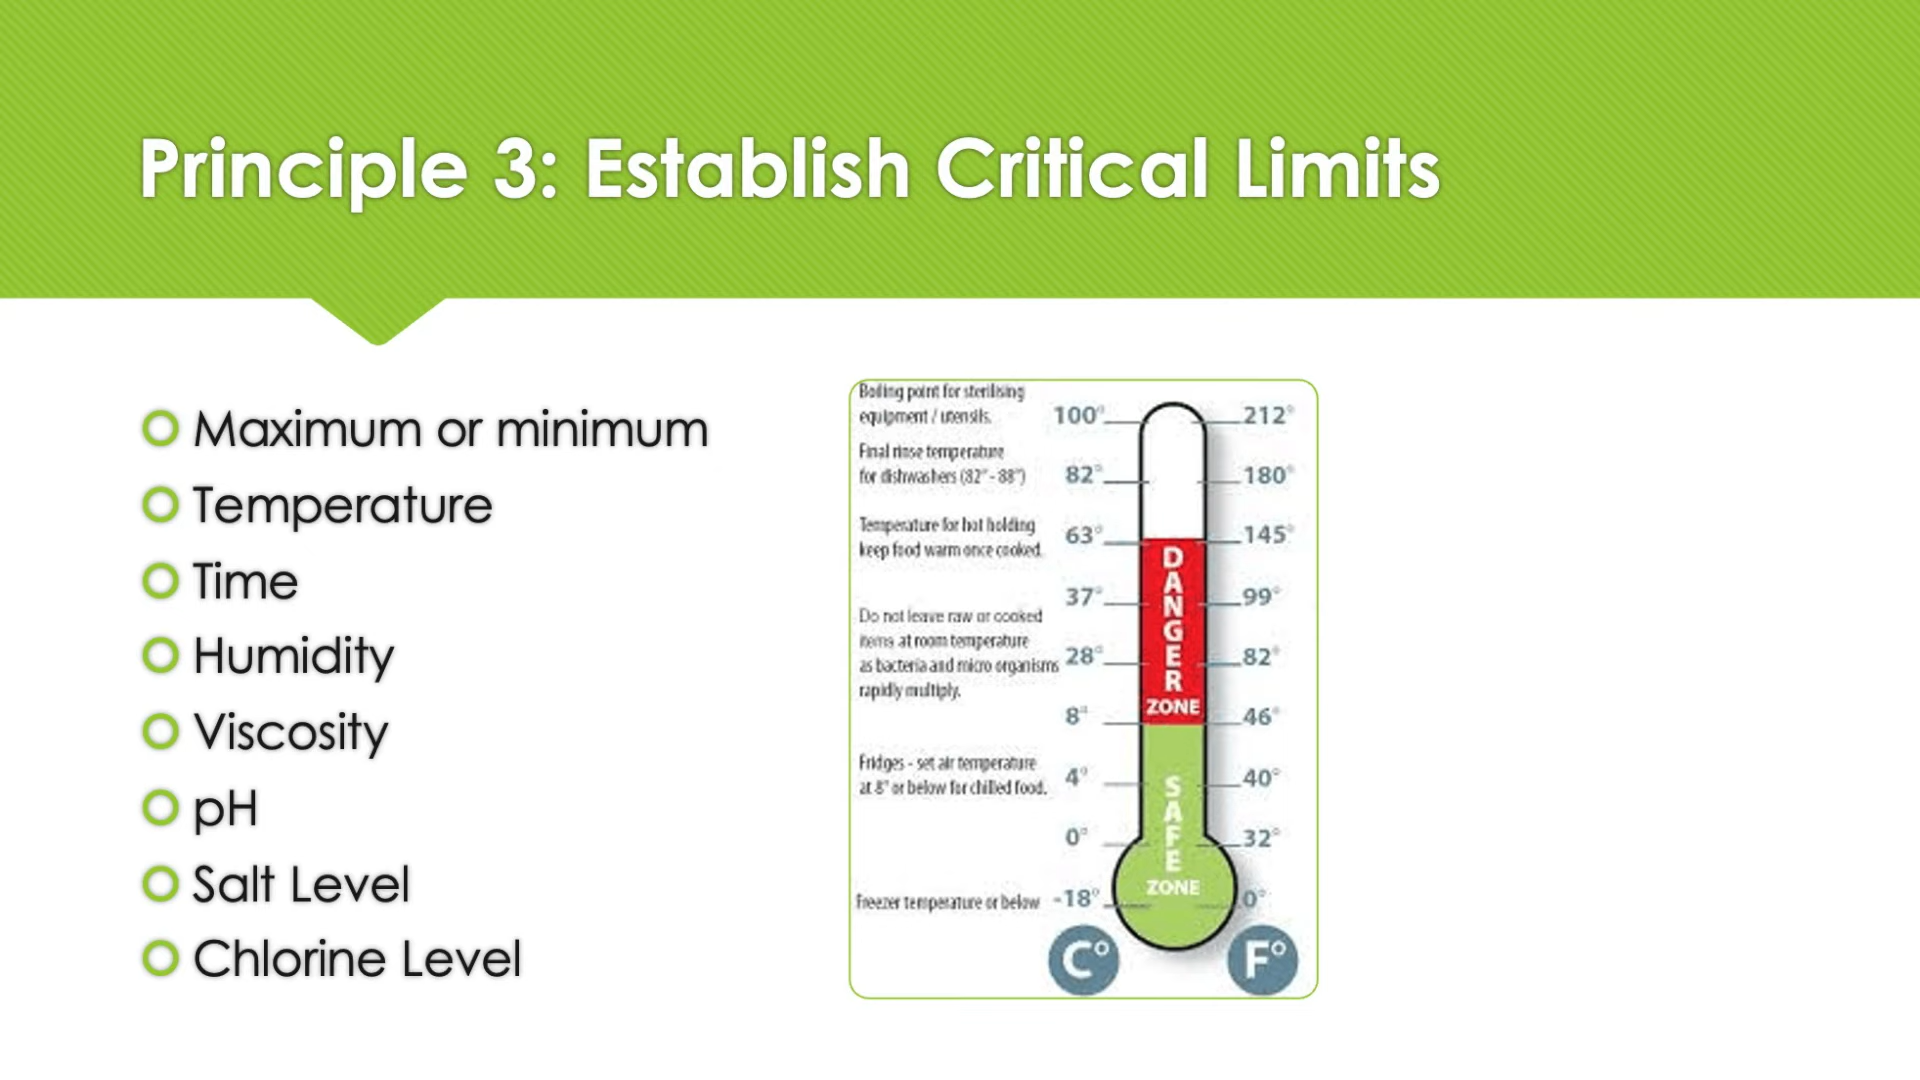 Principle 3: Establish Critical Limits
Maximum or minimum
Temperature
Time
Humidity
Viscosity
pH
Salt Level
Chlorine Level
Boiling point for sterilising
equipment / utensils.
100° 212°
Final rinse temperature
for dishwashers (82° - 88°)
82° 180°
Temperature for hot holding
keep food warm once cooked.
63° 145°
DANGER
ZONE
37° 99°
Do not leave raw or cooked
items at room temperature
as bacteria and micro organisms
rapidly multiply.
28° 82°
8° 46°
Fridges - set air temperature
at 8° or below for chilled food.
4° 40°
SAFE
ZONE
0° 32°
Freezer temperature or below
-18° 0°
C° F°